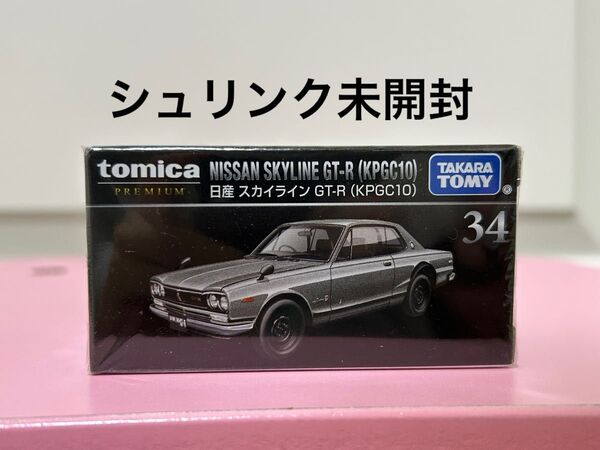 シュリンク未開封
tomica
PREMIUM
NISSAN SKYLINE GT-R (KPGC10)
日産 スカイライン GT-R (KPGC10)
TAKARA
TOMY
34